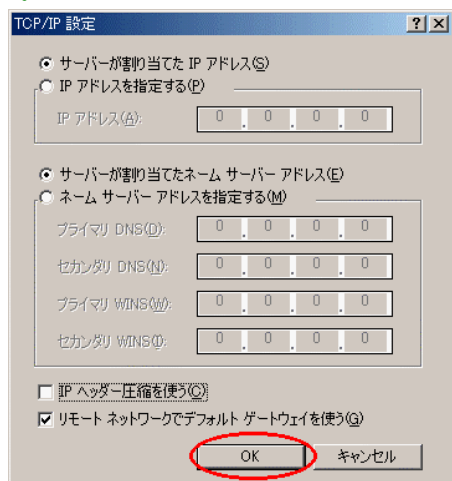 TCP/IP 設定
サーバーが割り当てた IP アドレス(S)
IP アドレスを指定する(P)
IP アドレス(A): 0 . 0 . 0 . 0
サーバーが割り当てたネーム サーバー アドレス(E)
ネーム サーバー アドレスを指定する(M)
プライマリ DNS(D): 0 . 0 . 0 . 0
セカンダリ DNS(N): 0 . 0 . 0 . 0
プライマリ WINS(W): 0 . 0 . 0 . 0
セカンダリ WINS(I): 0 . 0 . 0 . 0
IP ヘッダー圧縮を使う(C)
リモート ネットワークでデフォルト ゲートウェイを使う(G)
OK キャンセル